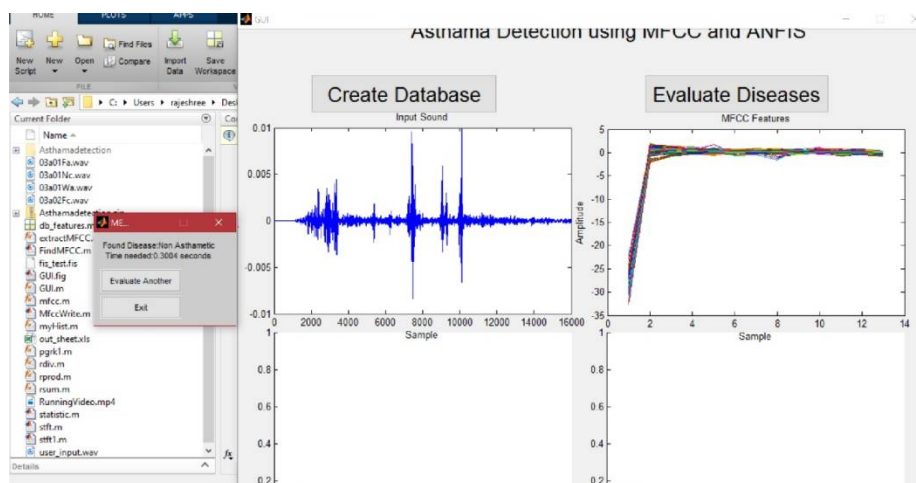 HOME PLOTS APPS
New Script
New
Open
Find Files
Compare
Import Data
Save Workspace
FILE
C: Users rajeshree
Current Folder
Name
Asthamadetection
03a01Fa.wav
03a01Nc.wav
03a01Wa.wav
03a02Fc.wav
db_features.m
extractMFCC.
FindMFCC.m
fis_test.fis
GUI.fig
GUI.m
mfcc.m
MfccWrite.m
myHist.m
out_sheet.xls
pgrk1.m
rdiv.m
rprod.m
rsum.m
RunningVideo.mp4
statistic.m
stft.m
stft1.m
user_input.wav
Details
fx
ME...
Found Disease:Non Asthametic
Time needed:0.3004 seconds
Evaluate Another
Exit
GUI
Asthama Detection using MFCC and ANFIS
Create Database
Evaluate Diseases
Input Sound
0.01
0.005
0
-0.005
-0.01
0 2000 4000 6000 8000 10000 12000 14000 16000
Sample
MFCC Features
Amplitude
5
0
-5
-10
-15
-20
-25
-30
-35
0 2 4 6 8 10 12 14
Sample
1
0.8
0.6
0.4
0.2
1
0.8
0.6
0.4
0.2